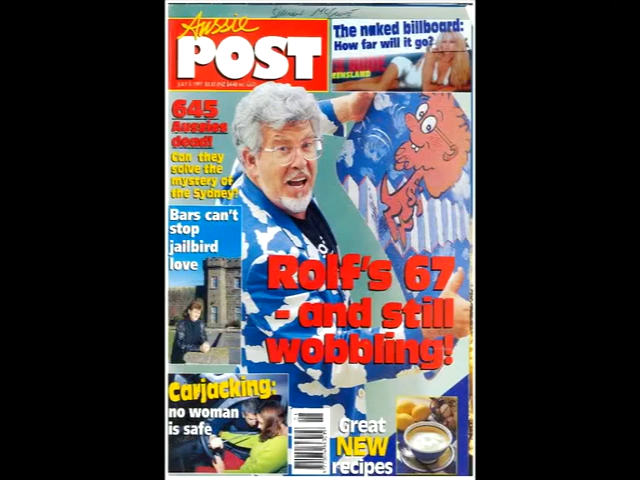 Aussie
POST
The naked billboard:
How far will it go?
EENSLAND
645
Aussies
dead!
Can they
solve the
mystery of
the Sydney?
Bars can't
stop
jailbird
love
Rolf's 67
- and still
wobbling!
Carjacking:
no woman
is safe
Great
NEW
recipes